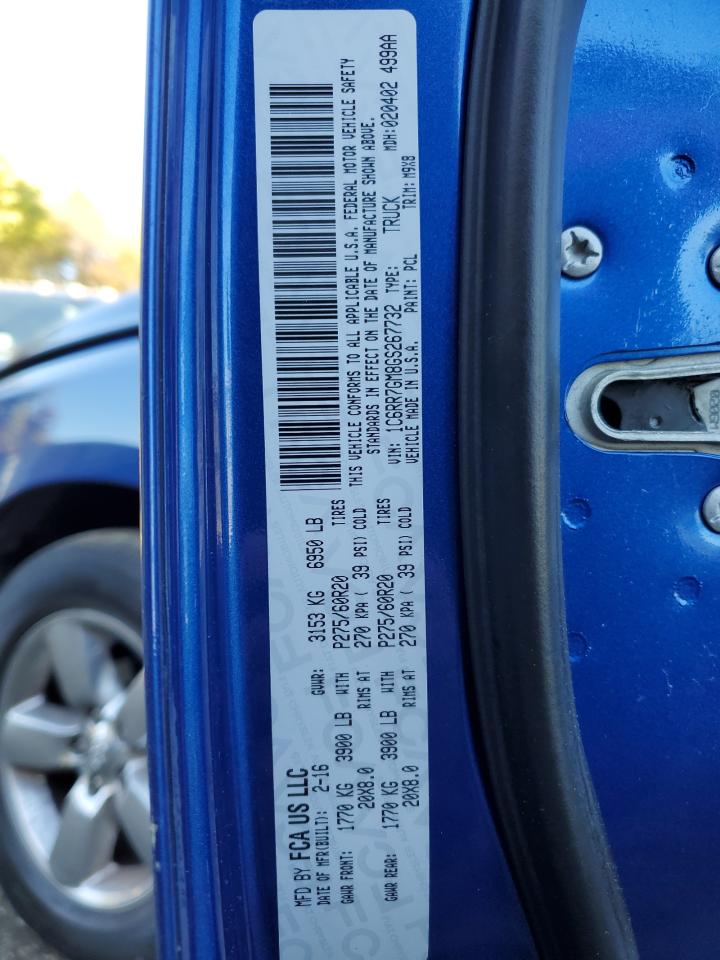 MFD BY FCA US LLC
DATE OF MFR(BUILT): 2-16 GVWR: 3153 KG 6950 LB
GAWR FRONT: 1770 KG 3900 LB WITH P275/60R20 TIRES
20X8.0 RIMS AT 270 KPA ( 39 PSI) COLD
GAWR REAR: 1770 KG 3900 LB WITH P275/60R20 TIRES
20X8.0 RIMS AT 270 KPA ( 39 PSI) COLD
THIS VEHICLE CONFORMS TO ALL APPLICABLE U.S.A. FEDERAL MOTOR VEHICLE SAFETY
STANDARDS IN EFFECT ON THE DATE OF MANUFACTURE SHOWN ABOVE.
MDH:020402 499AA
VIN: 1C6RR7GM8GS267732 TYPE: TRUCK
VEHICLE MADE IN U.S.A. PAINT: PCL TRIM: M9X8